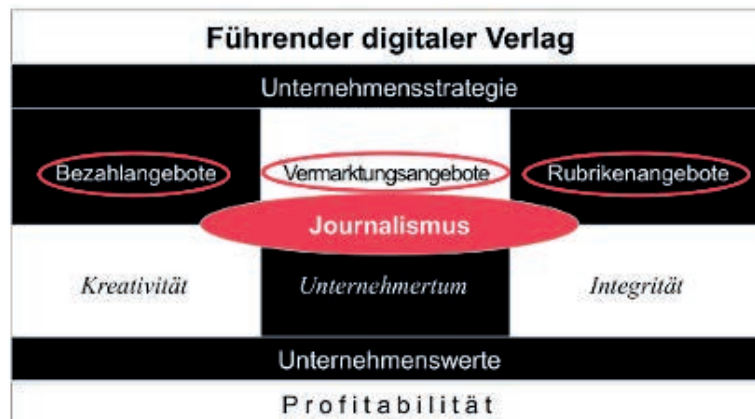 Führender digitaler Verlag
Unternehmensstrategie
Bezahlangebote Vermarktungsangebote Rubrikenangebote
Journalismus
Kreativität Unternehmertum Integrität
Unternehmenswerte
Profitabilität